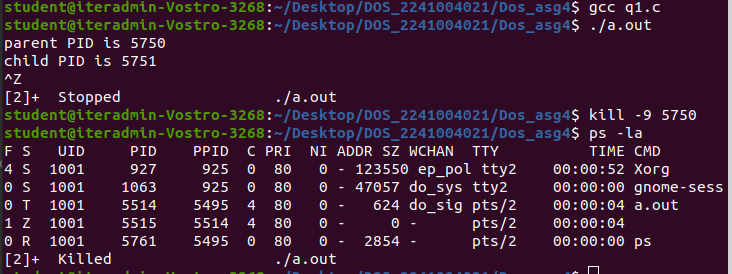 student@iteradmin-Vostro-3268:~/Desktop/DOS_2241004021/Dos_asg4$ gcc q1.c
student@iteradmin-Vostro-3268:~/Desktop/DOS_2241004021/Dos_asg4$ ./a.out
parent PID is 5750
child PID is 5751
^Z
[2]+  Stopped                 ./a.out
student@iteradmin-Vostro-3268:~/Desktop/DOS_2241004021/Dos_asg4$ kill -9 5750
student@iteradmin-Vostro-3268:~/Desktop/DOS_2241004021/Dos_asg4$ ps -la
F S   UID     PID    PPID  C PRI  NI ADDR SZ WCHAN  TTY          TIME CMD
4 S  1001     927     925  0  80   0 - 123550 ep_pol tty2    00:00:52 Xorg
0 S  1001    1063     925  0  80   0 - 47057 do_sys tty2     00:00:00 gnome-sess
0 T  1001    5514    5495  4  80   0 -   624 do_sig pts/2    00:00:04 a.out
1 Z  1001    5515    5514  4  80   0 -     0 -      pts/2    00:00:04
0 R  1001    5761    5495  0  80   0 -  2854 -      pts/2    00:00:00 ps
[2]+  Killed                  ./a.out